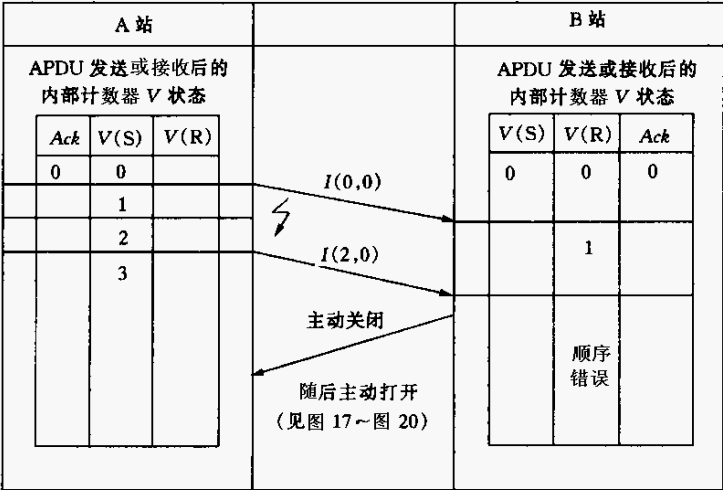 A 站
B 站
APDU 发送或接收后的
内部计数器 V 状态
APDU 发送或接收后的
内部计数器 V 状态
Ack V(S) V(R)
V(S) V(R) Ack
0 0
0 0 0
I(0,0)
1
2
1
I(2,0)
3
主动关闭
顺序
错误
随后主动打开
(见图 17~图 20)